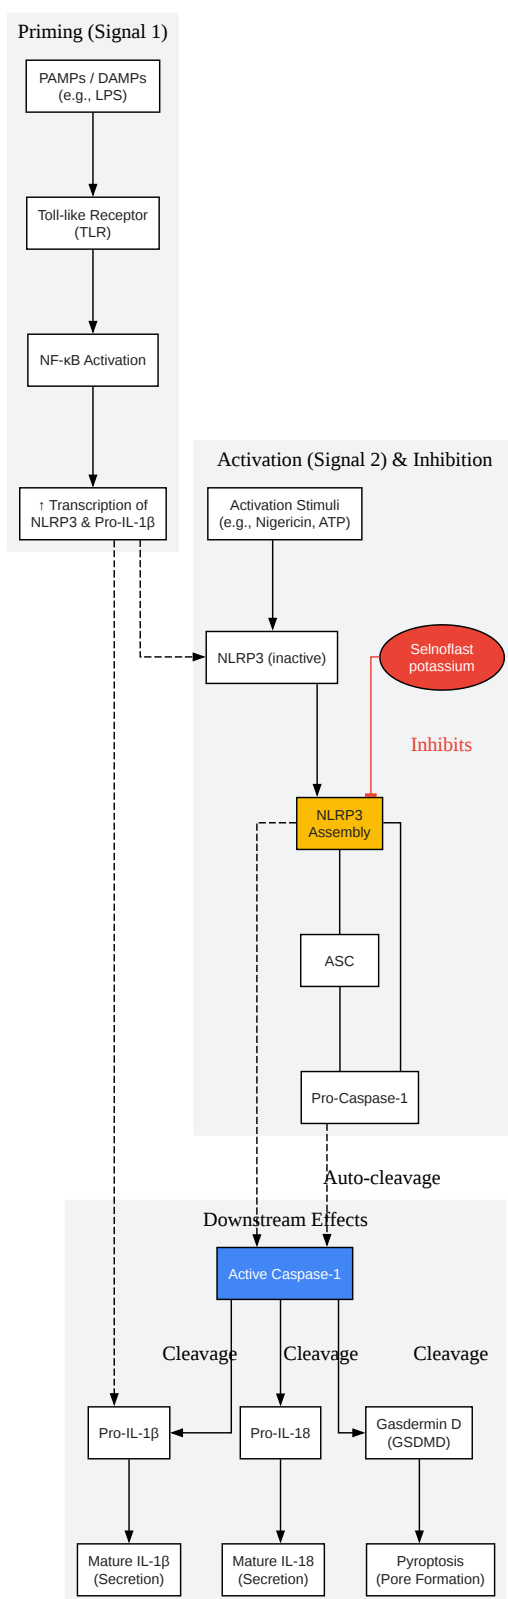 Priming (Signal 1)
PAMPs / DAMPs
(e.g., LPS)
Toll-like Receptor
(TLR)
NF-κB Activation
↑ Transcription of
NLRP3 & Pro-IL-1β
Activation (Signal 2) & Inhibition
Activation Stimuli
(e.g., Nigericin, ATP)
NLRP3 (inactive)
Selnoflast
potassium
Inhibits
NLRP3
Assembly
ASC
Pro-Caspase-1
Auto-cleavage
Downstream Effects
Active Caspase-1
Cleavage
Cleavage
Cleavage
Pro-IL-1β
Pro-IL-18
Gasdermin D
(GSDMD)
Mature IL-1β
(Secretion)
Mature IL-18
(Secretion)
Pyroptosis
(Pore Formation)